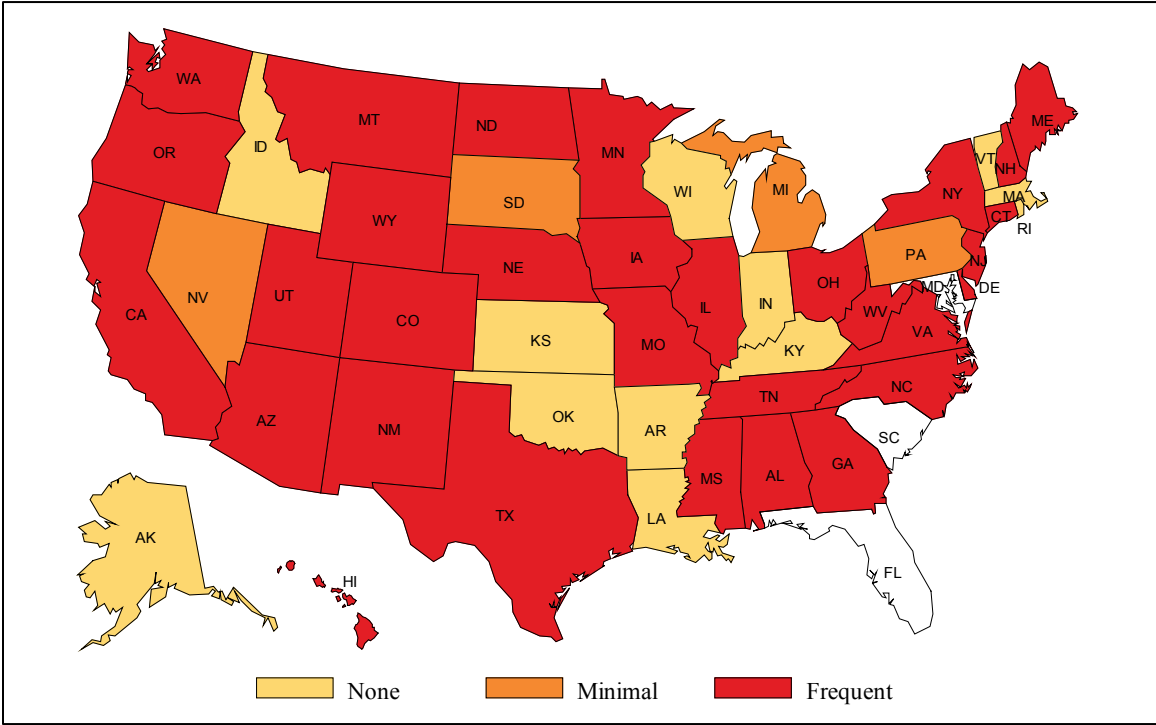 WA
MT
ND
MN
ME
OR
ID
WI
MI
VT
NH
NY
MA
CT
RI
SD
WY
IA
NE
PA
NJ
NV
UT
CO
IL
IN
OH
MD
DE
WV
VA
CA
KS
MO
KY
AZ
NM
OK
AR
TN
NC
SC
TX
LA
MS
AL
GA
AK
HI
FL
None
Minimal
Frequent